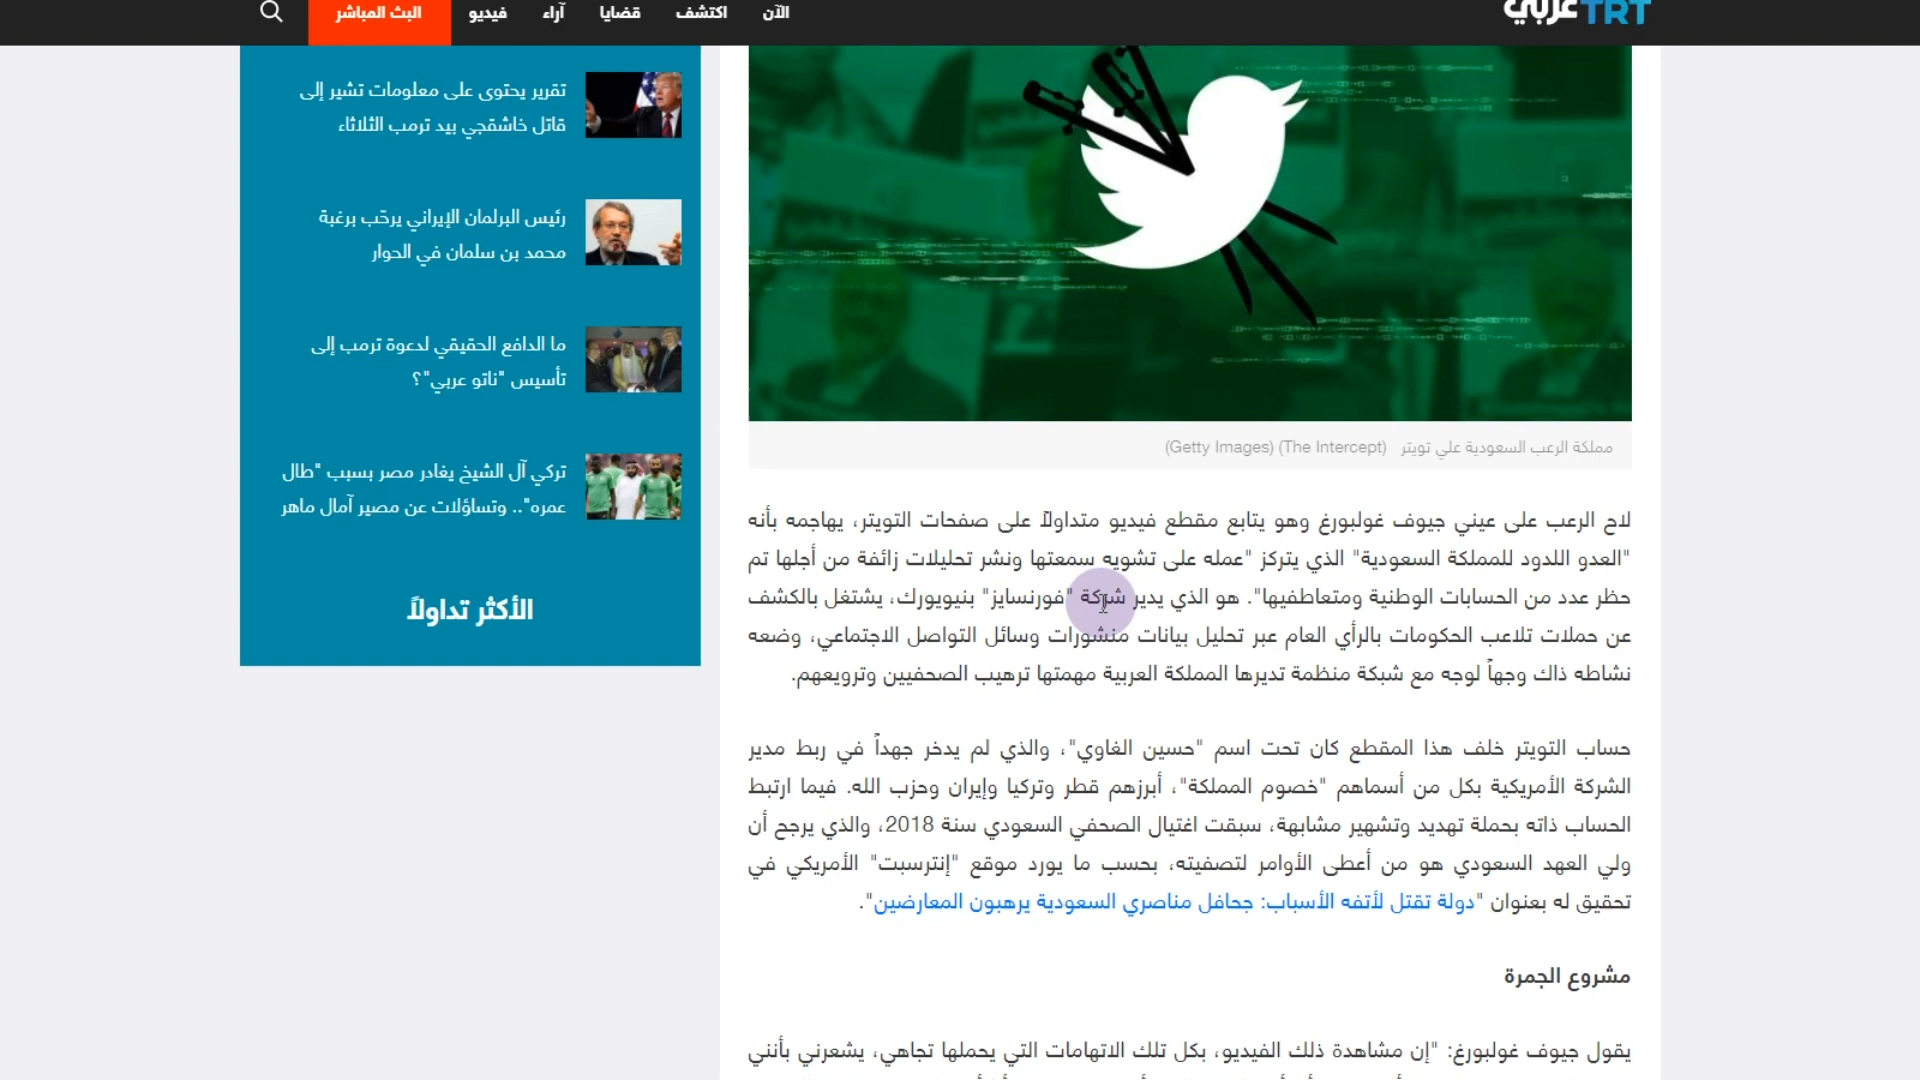 TRT عربي
الآن اكتشف قضايا آراء فيديو البث المباشر
مملكة الرعب السعودية علي تويتر (Getty Images) (The Intercept)
لاح الرعب على عيني جيوف غولبورغ وهو يتابع مقطع فيديو متداولاً على صفحات التويتر، يهاجمه بأنه
"العدو اللدود للمملكة السعودية" الذي يتركز "عمله على تشويه سمعتها ونشر تحليلات زائفة من أجلها تم
حظر عدد من الحسابات الوطنية ومتعاطفيها". هو الذي يدير شركة "فورنسايز" بنيويورك، يشتغل بالكشف
عن حملات تلاعب الحكومات بالرأي العام عبر تحليل بيانات منشورات وسائل التواصل الاجتماعي، وضعه
نشاطه ذاك وجهاً لوجه مع شبكة منظمة تديرها المملكة العربية مهمتها ترهيب الصحفيين وترويعهم.
حساب التويتر خلف هذا المقطع كان تحت اسم "حسين الغاوي"، والذي لم يدخر جهداً في ربط مدير
الشركة الأمريكية بكل من أسماهم "خصوم المملكة"، أبرزهم قطر وتركيا وإيران وحزب الله. فيما ارتبط
الحساب ذاته بحملة تهديد وتشهير مشابهة، سبقت اغتيال الصحفي السعودي سنة 2018، والذي يرجح أن
ولي العهد السعودي هو من أعطى الأوامر لتصفيته، بحسب ما يورد موقع "إنترسبت" الأمريكي في
تحقيق له بعنوان "دولة تقتل لأتفه الأسباب: جحافل مناصري السعودية يرهبون المعارضين".
مشروع الجمرة
يقول جيوف غولبورغ: "إن مشاهدة ذلك الفيديو، بكل تلك الاتهامات التي يحملها تجاهي، يشعرني بأنني
تقرير يحتوى على معلومات تشير إلى
قاتل خاشقجي بيد ترمب الثلاثاء
رئيس البرلمان الإيراني يرحّب برغبة
محمد بن سلمان في الحوار
ما الدافع الحقيقي لدعوة ترمب إلى
تأسيس "ناتو عربي"؟
تركي آل الشيخ يغادر مصر بسبب "طال
عمره".. وتساؤلات عن مصير آمال ماهر
الأكثر تداولاً